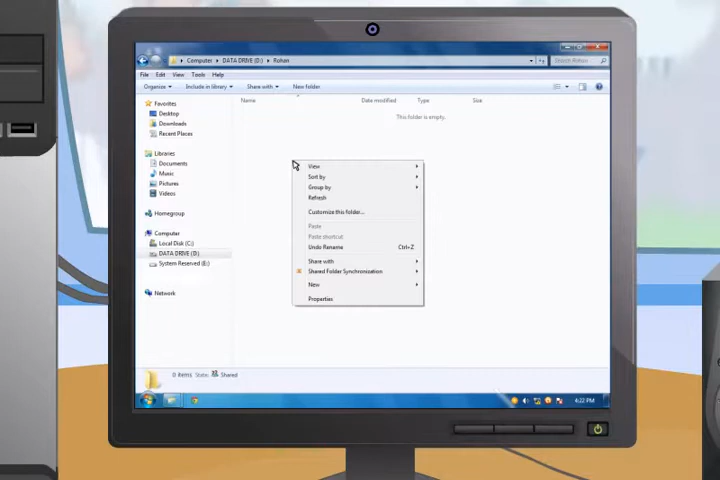 Computer DATA DRIVE (D:) Rohan
Search Rohan
File Edit View Tools Help
Organize Include in library Share with New folder
Name Date modified Type Size
This folder is empty.
Favorites
Desktop
Downloads
Recent Places
Libraries
Documents
Music
Pictures
Videos
Homegroup
Computer
Local Disk (C:)
DATA DRIVE (D:)
System Reserved (E:)
Network
View
Sort by
Group by
Refresh
Customize this folder...
Paste
Paste shortcut
Undo Rename Ctrl+Z
Share with
Shared Folder Synchronisation
New
Properties
0 items State: Shared
4:22 PM